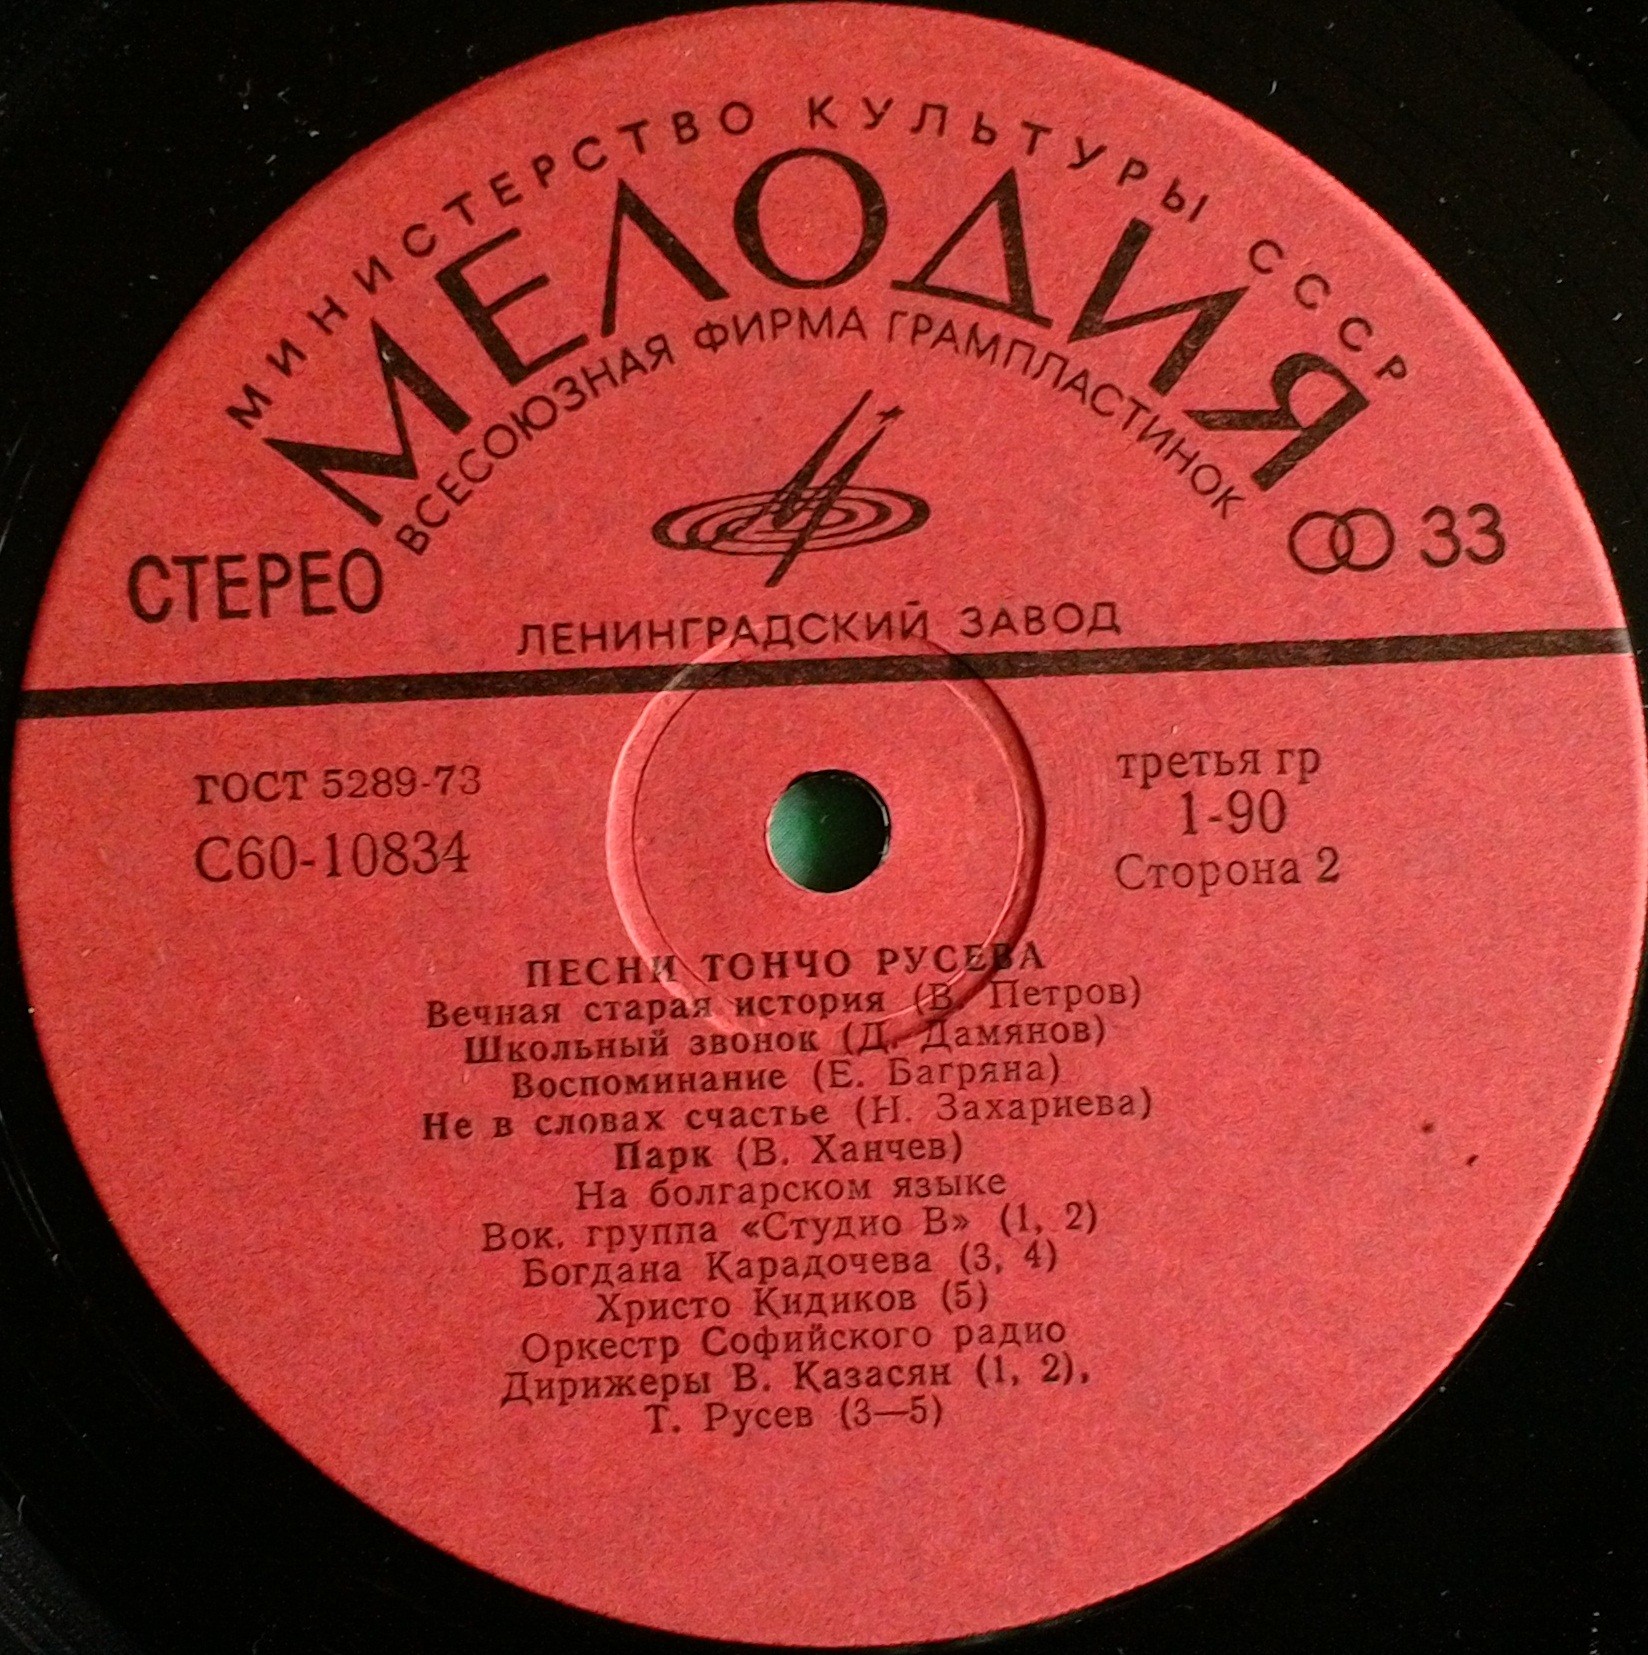 МИНИСТЕРСТВО КУЛЬТУРЫ СССР
МЕЛОДИЯ
ВСЕСОЮЗНАЯ ФИРМА ГРАМПЛАСТИНОК
СТЕРЕО
33
ЛЕНИНГРАДСКИЙ ЗАВОД
ГОСТ 5289-73
С60-10834
третья гр
1-90
Сторона 2
ПЕСНИ ТОНЧО РУСЕВА
Вечная старая история (В. Петров)
Школьный звонок (Д. Дамянов)
Воспоминание (Е. Багряна)
Не в словах счастье (Н. Захариева)
Парк (В. Ханчев)
На болгарском языке
Вок. группа «Студио В» (1, 2)
Богдана Карадочева (3, 4)
Христо Кидиков (5)
Оркестр Софийского радио
Дирижеры В. Казасян (1, 2),
Т. Русев (3—5)